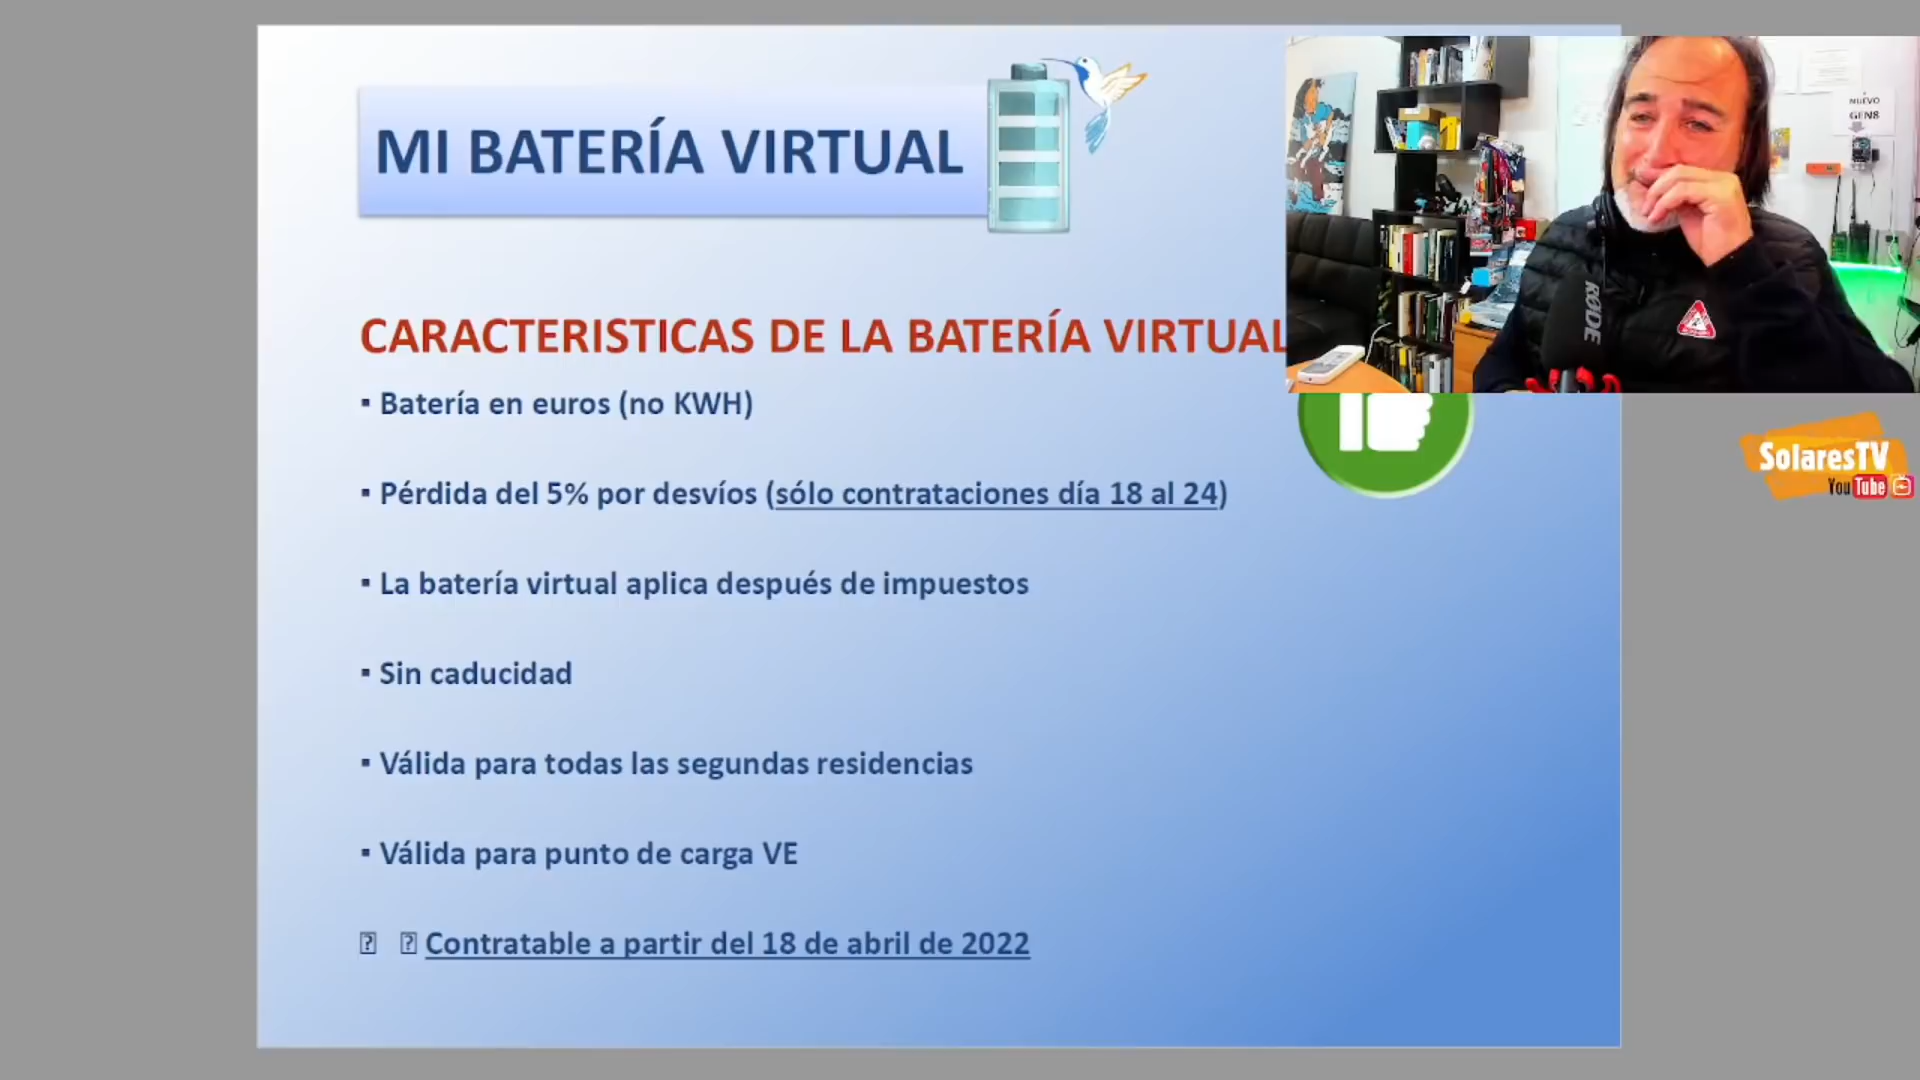 MI BATERÍA VIRTUAL
NUEVO
GEN8
CARACTERISTICAS DE LA BATERÍA VIRTUAL
RØDE
▪ Batería en euros (no KWH)
SolaresTV
YouTube
▪ Pérdida del 5% por desvíos (sólo contrataciones día 18 al 24)
▪ La batería virtual aplica después de impuestos
▪ Sin caducidad
▪ Válida para todas las segundas residencias
▪ Válida para punto de carga VE
Contratable a partir del 18 de abril de 2022